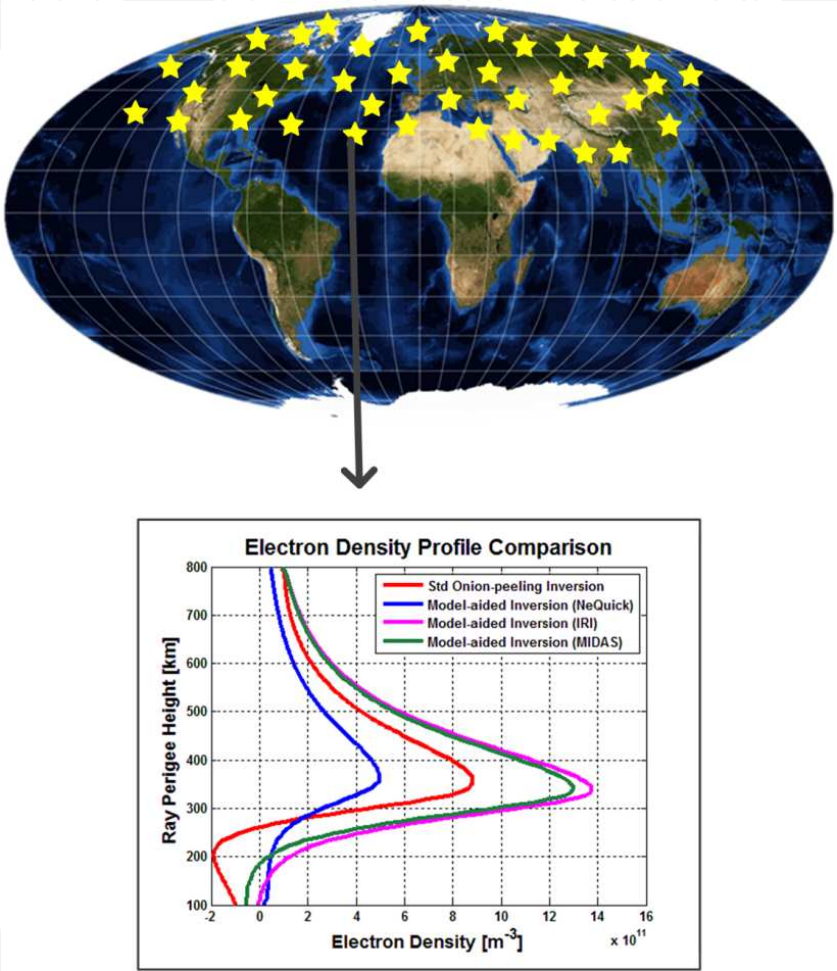 Electron Density Profile Comparison
Std Onion-peeling Inversion
Model-aided Inversion (NeQuick)
Model-aided Inversion (IRI)
Model-aided Inversion (MIDAS)
Ray Perigee Height [km]
800
700
600
500
400
300
200
100
-2 0 2 4 6 8 10 12 14 16
Electron Density [m⁻³]
x 10¹¹